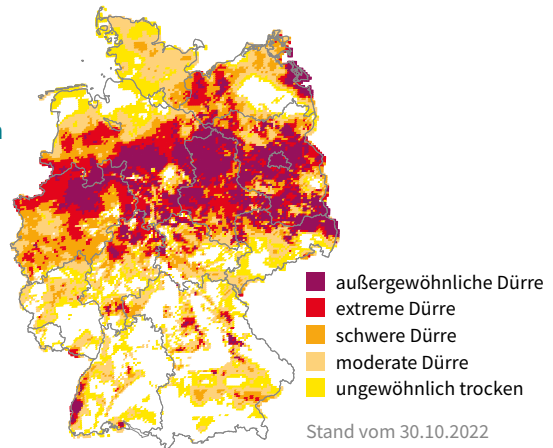 außergewöhnliche Dürre
extreme Dürre
schwere Dürre
moderate Dürre
ungewöhnlich trocken
Stand vom 30.10.2022